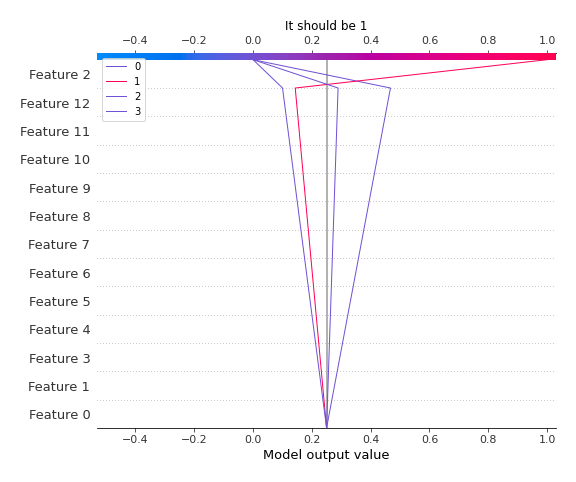 It should be 1
−0.4 −0.2 0.0 0.2 0.4 0.6 0.8 1.0
0
1
2
3
Feature 2
Feature 12
Feature 11
Feature 10
Feature 9
Feature 8
Feature 7
Feature 6
Feature 5
Feature 4
Feature 3
Feature 1
Feature 0
−0.4 −0.2 0.0 0.2 0.4 0.6 0.8 1.0
Model output value